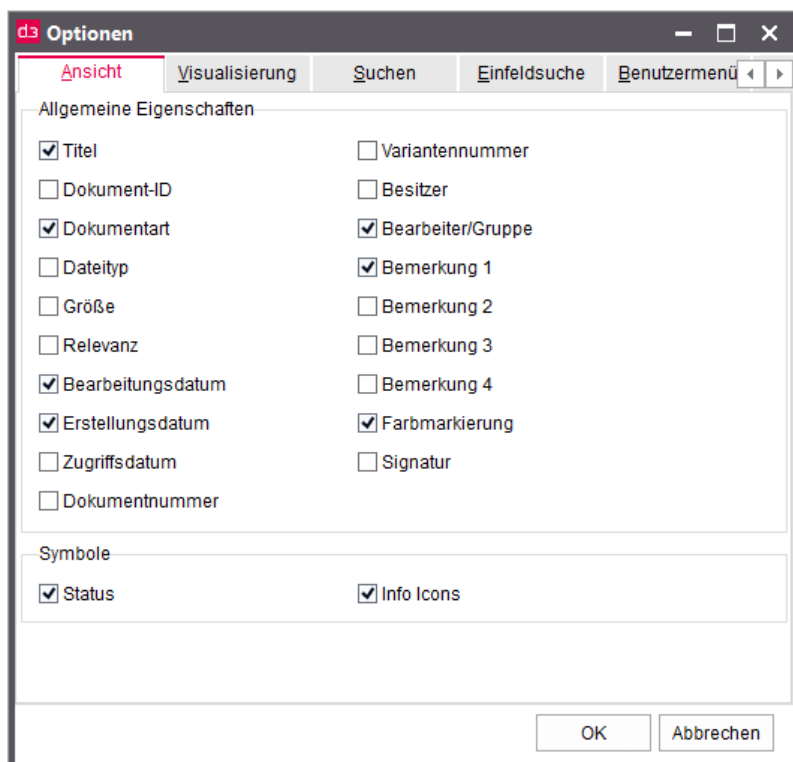 d3 Optionen
Ansicht Visualisierung Suchen Einfeldsuche Benutzermenü
Allgemeine Eigenschaften
Titel Variantennummer
Dokument-ID Besitzer
Dokumentart Bearbeiter/Gruppe
Dateityp Bemerkung 1
Größe Bemerkung 2
Relevanz Bemerkung 3
Bearbeitungsdatum Bemerkung 4
Erstellungsdatum Farbmarkierung
Zugriffsdatum Signatur
Dokumentnummer
Symbole
Status Info Icons
OK Abbrechen